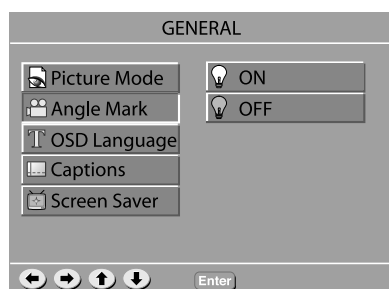 GENERAL
Picture Mode
Angle Mark
T OSD Language
Captions
Screen Saver
ON
OFF
Enter